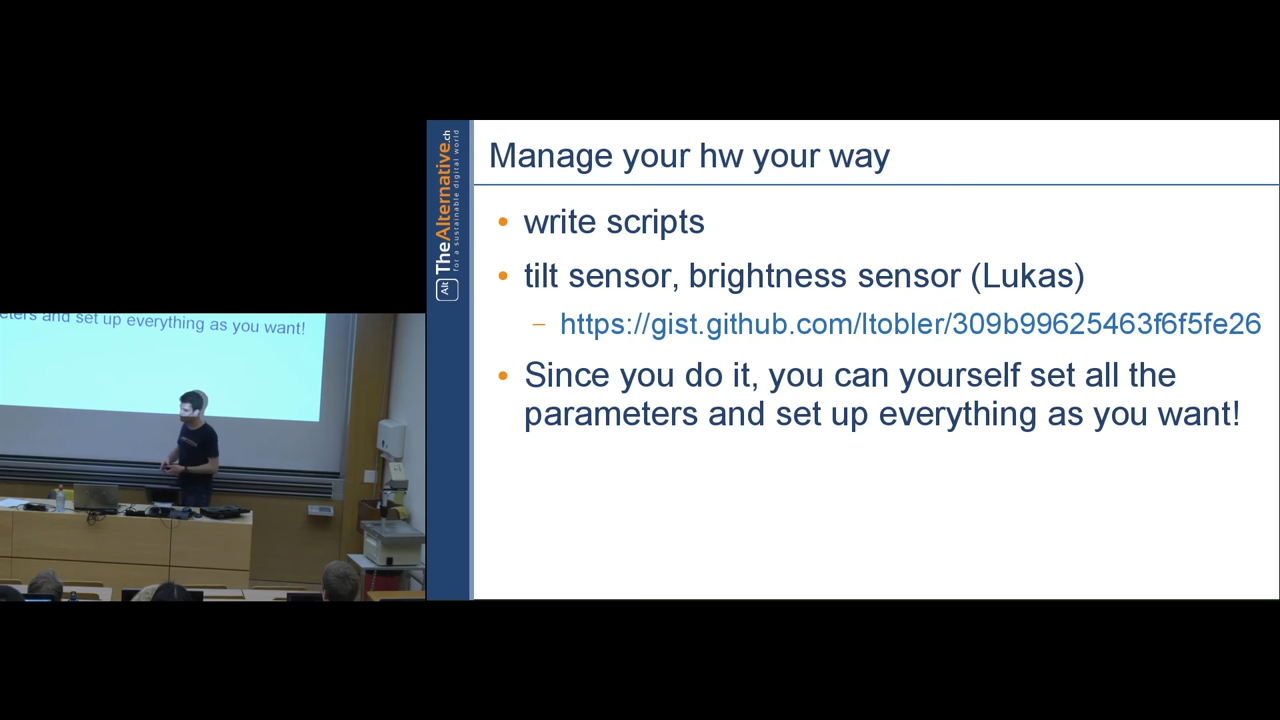 Manage your hw your way
write scripts
tilt sensor, brightness sensor (Lukas)
https://gist.github.com/ltobler/309b99625463f6f5fe26
Since you do it, you can yourself set all the
parameters and set up everything as you want!
Alt TheAlternative.ch
for a sustainable digital world
and set up everything as you want!